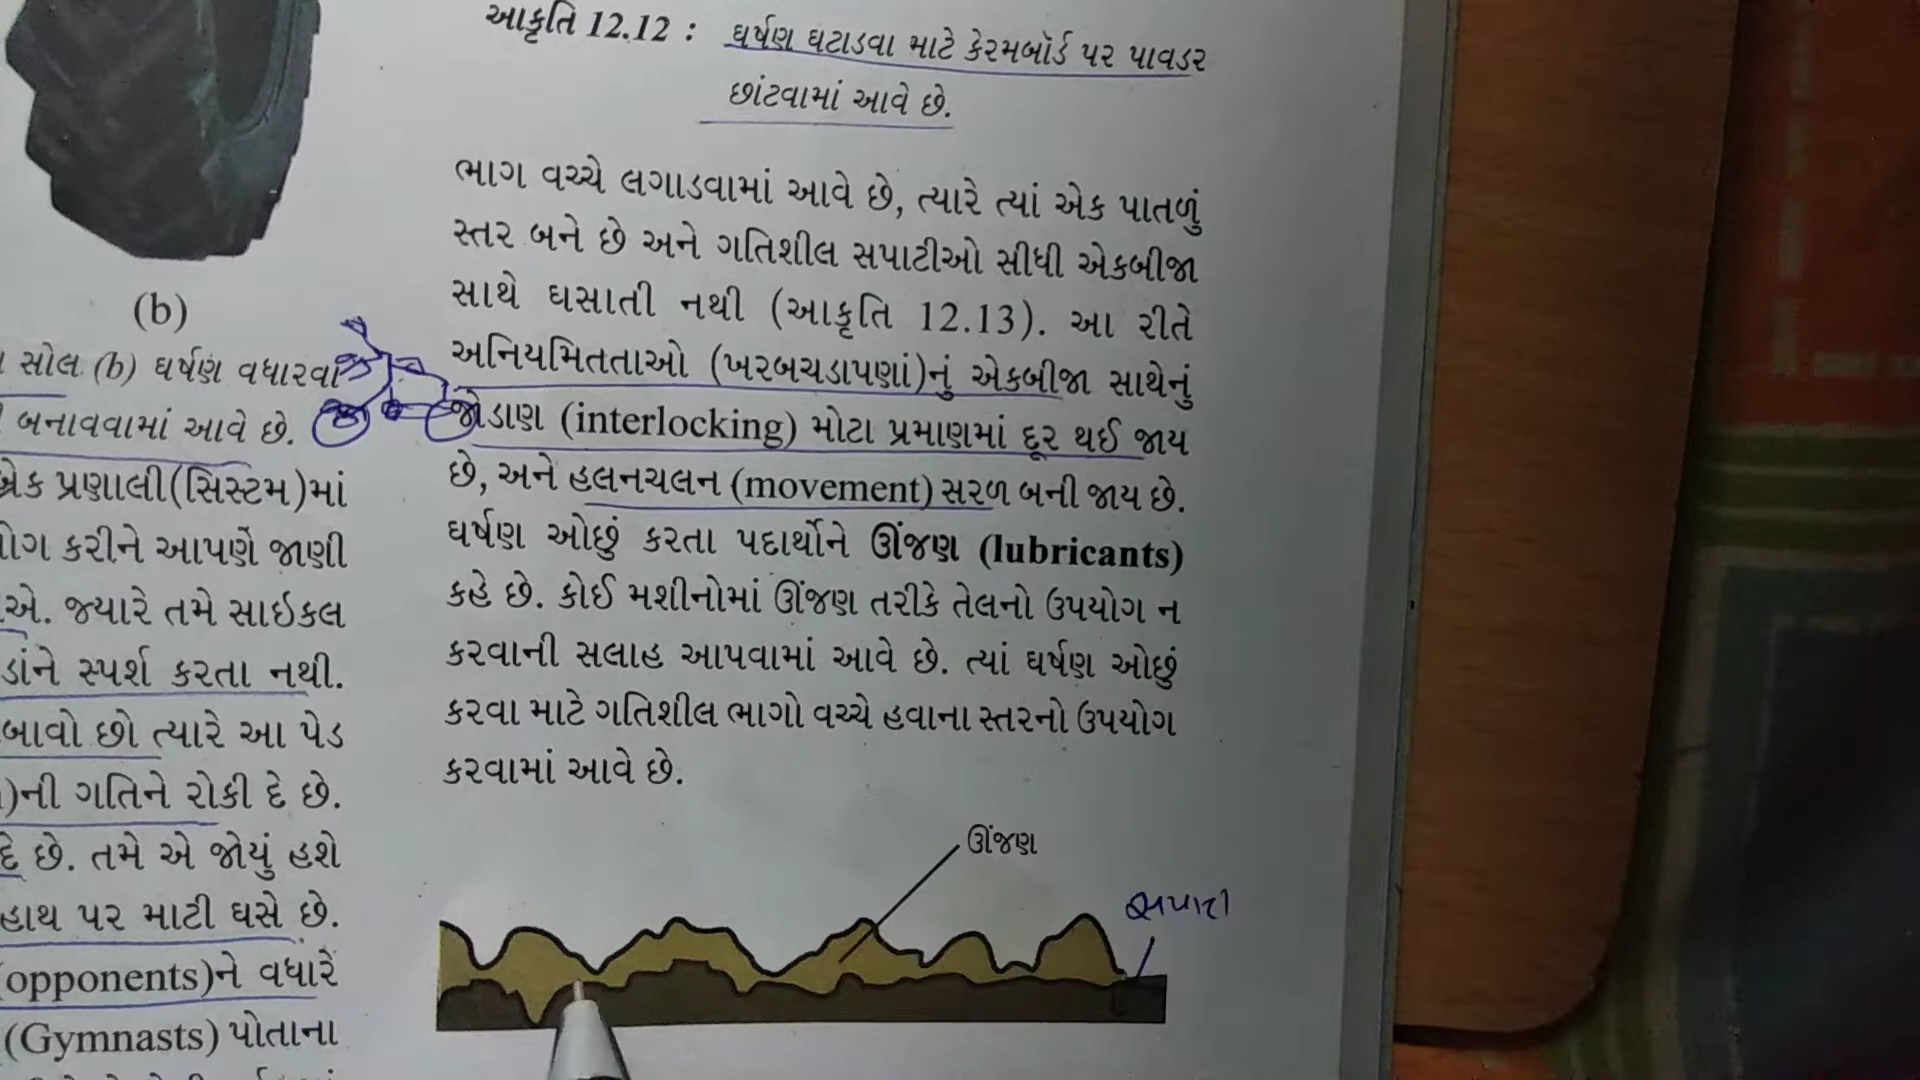 (b)
સોલ (b) ઘર્ષણ વધારવા
બનાવવામાં આવે છે.
બ્રેક પ્રણાલી(સિસ્ટમ)માં
કરીને આપણે જાણી
જ્યારે તમે સાઇકલ
સ્પર્શ કરતા નથી.
છો ત્યારે આ પેડ
)ની ગતિને રોકી દે છે.
દે છે. તમે એ જોયું હશે
હાથ પર માટી ઘસે છે.
(opponents)ને વધારે
(Gymnasts) પોતાના
આકૃતિ 12.12 : ઘર્ષણ ઘટાડવા માટે કેરમબૉર્ડ પર પાવડર
છાંટવામાં આવે છે.
ભાગ વચ્ચે લગાડવામાં આવે છે, ત્યારે ત્યાં એક પાતળું
સ્તર બને છે અને ગતિશીલ સપાટીઓ સીધી એકબીજા
સાથે ઘસાતી નથી (આકૃતિ 12.13). આ રીતે
અનિયમિતતાઓ (ખરબચડાપણાં)નું એકબીજા સાથેનું
જોડાણ (interlocking) મોટા પ્રમાણમાં દૂર થઈ જાય
છે, અને હલનચલન (movement) સરળ બની જાય છે.
ઘર્ષણ ઓછું કરતા પદાર્થોને ઊંજણ (lubricants)
કહે છે. કોઈ મશીનોમાં ઊંજણ તરીકે તેલનો ઉપયોગ ન
કરવાની સલાહ આપવામાં આવે છે. ત્યાં ઘર્ષણ ઓછું
કરવા માટે ગતિશીલ ભાગો વચ્ચે હવાના સ્તરનો ઉપયોગ
કરવામાં આવે છે.
ઊંજણ
સપાટી